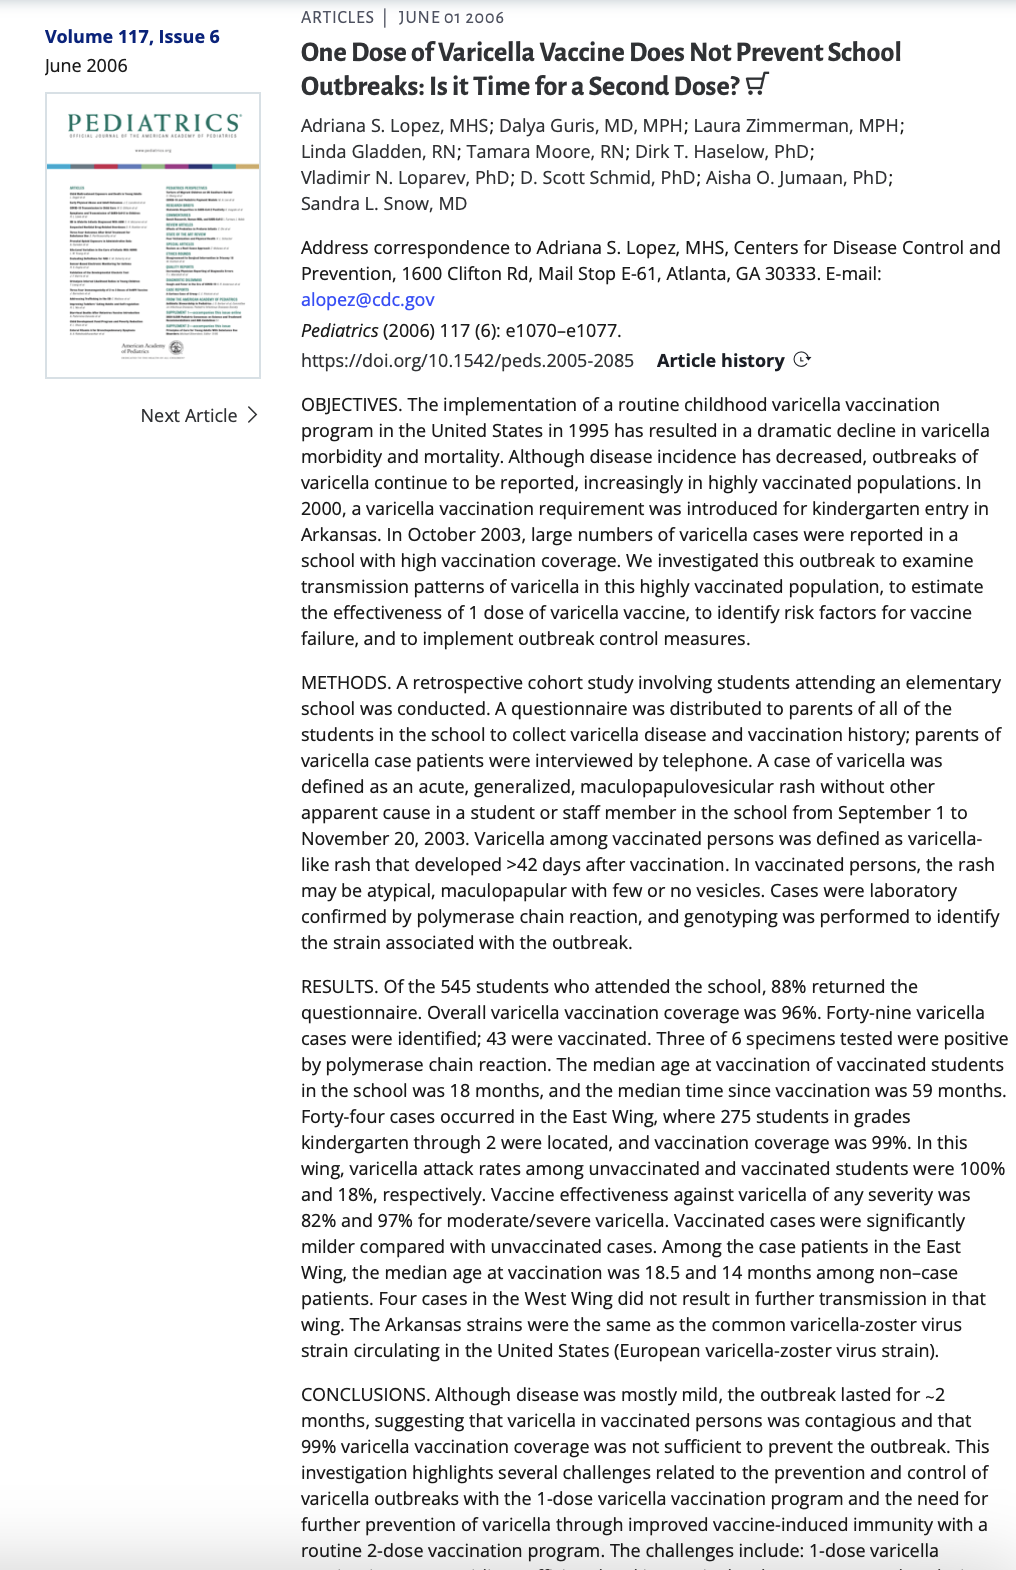 Volume 117, Issue 6
June 2006
PEDIATRICS
OFFICIAL JOURNAL OF THE AMERICAN ACADEMY OF PEDIATRICS
www.pediatrics.org
American Academy
of Pediatrics
Next Article
ARTICLES | JUNE 01 2006
One Dose of Varicella Vaccine Does Not Prevent School
Outbreaks: Is it Time for a Second Dose?
Adriana S. Lopez, MHS; Dalya Guris, MD, MPH; Laura Zimmerman, MPH;
Linda Gladden, RN; Tamara Moore, RN; Dirk T. Haselow, PhD;
Vladimir N. Loparev, PhD; D. Scott Schmid, PhD; Aisha O. Jumaan, PhD;
Sandra L. Snow, MD
Address correspondence to Adriana S. Lopez, MHS, Centers for Disease Control and
Prevention, 1600 Clifton Rd, Mail Stop E-61, Atlanta, GA 30333. E-mail:
alopez@cdc.gov
Pediatrics (2006) 117 (6): e1070–e1077.
https://doi.org/10.1542/peds.2005-2085 Article history
OBJECTIVES. The implementation of a routine childhood varicella vaccination
program in the United States in 1995 has resulted in a dramatic decline in varicella
morbidity and mortality. Although disease incidence has decreased, outbreaks of
varicella continue to be reported, increasingly in highly vaccinated populations. In
2000, a varicella vaccination requirement was introduced for kindergarten entry in
Arkansas. In October 2003, large numbers of varicella cases were reported in a
school with high vaccination coverage. We investigated this outbreak to examine
transmission patterns of varicella in this highly vaccinated population, to estimate
the effectiveness of 1 dose of varicella vaccine, to identify risk factors for vaccine
failure, and to implement outbreak control measures.
METHODS. A retrospective cohort study involving students attending an elementary
school was conducted. A questionnaire was distributed to parents of all of the
students in the school to collect varicella disease and vaccination history; parents of
varicella case patients were interviewed by telephone. A case of varicella was
defined as an acute, generalized, maculopapulovesicular rash without other
apparent cause in a student or staff member in the school from September 1 to
November 20, 2003. Varicella among vaccinated persons was defined as varicella-
like rash that developed >42 days after vaccination. In vaccinated persons, the rash
may be atypical, maculopapular with few or no vesicles. Cases were laboratory
confirmed by polymerase chain reaction, and genotyping was performed to identify
the strain associated with the outbreak.
RESULTS. Of the 545 students who attended the school, 88% returned the
questionnaire. Overall varicella vaccination coverage was 96%. Forty-nine varicella
cases were identified; 43 were vaccinated. Three of 6 specimens tested were positive
by polymerase chain reaction. The median age at vaccination of vaccinated students
in the school was 18 months, and the median time since vaccination was 59 months.
Forty-four cases occurred in the East Wing, where 275 students in grades
kindergarten through 2 were located, and vaccination coverage was 99%. In this
wing, varicella attack rates among unvaccinated and vaccinated students were 100%
and 18%, respectively. Vaccine effectiveness against varicella of any severity was
82% and 97% for moderate/severe varicella. Vaccinated cases were significantly
milder compared with unvaccinated cases. Among the case patients in the East
Wing, the median age at vaccination was 18.5 and 14 months among non–case
patients. Four cases in the West Wing did not result in further transmission in that
wing. The Arkansas strains were the same as the common varicella-zoster virus
strain circulating in the United States (European varicella-zoster virus strain).
CONCLUSIONS. Although disease was mostly mild, the outbreak lasted for ~2
months, suggesting that varicella in vaccinated persons was contagious and that
99% varicella vaccination coverage was not sufficient to prevent the outbreak. This
investigation highlights several challenges related to the prevention and control of
varicella outbreaks with the 1-dose varicella vaccination program and the need for
further prevention of varicella through improved vaccine-induced immunity with a
routine 2-dose vaccination program. The challenges include: 1-dose varicella